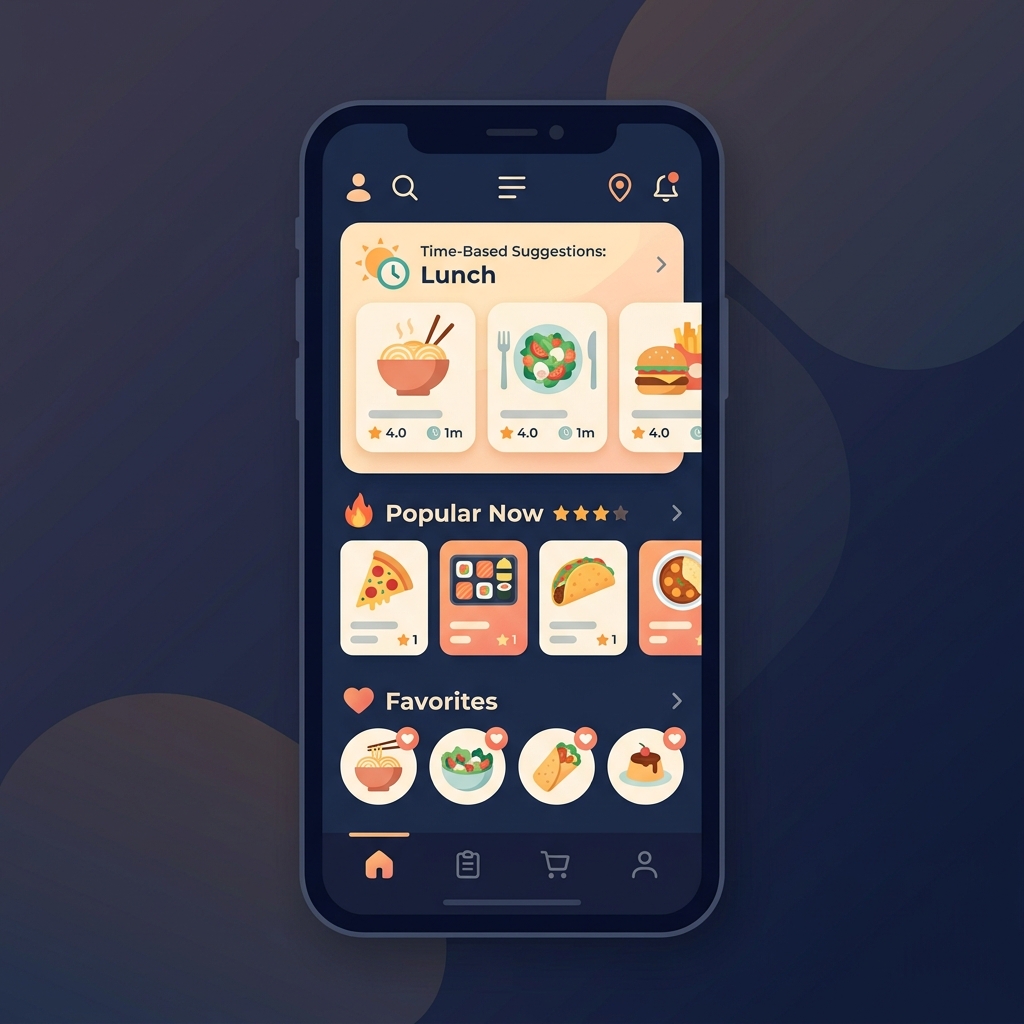 Time-Based Suggestions:
Lunch
4.0 1m
4.0 1m
4.0
Popular Now
1
1
1
Favorites